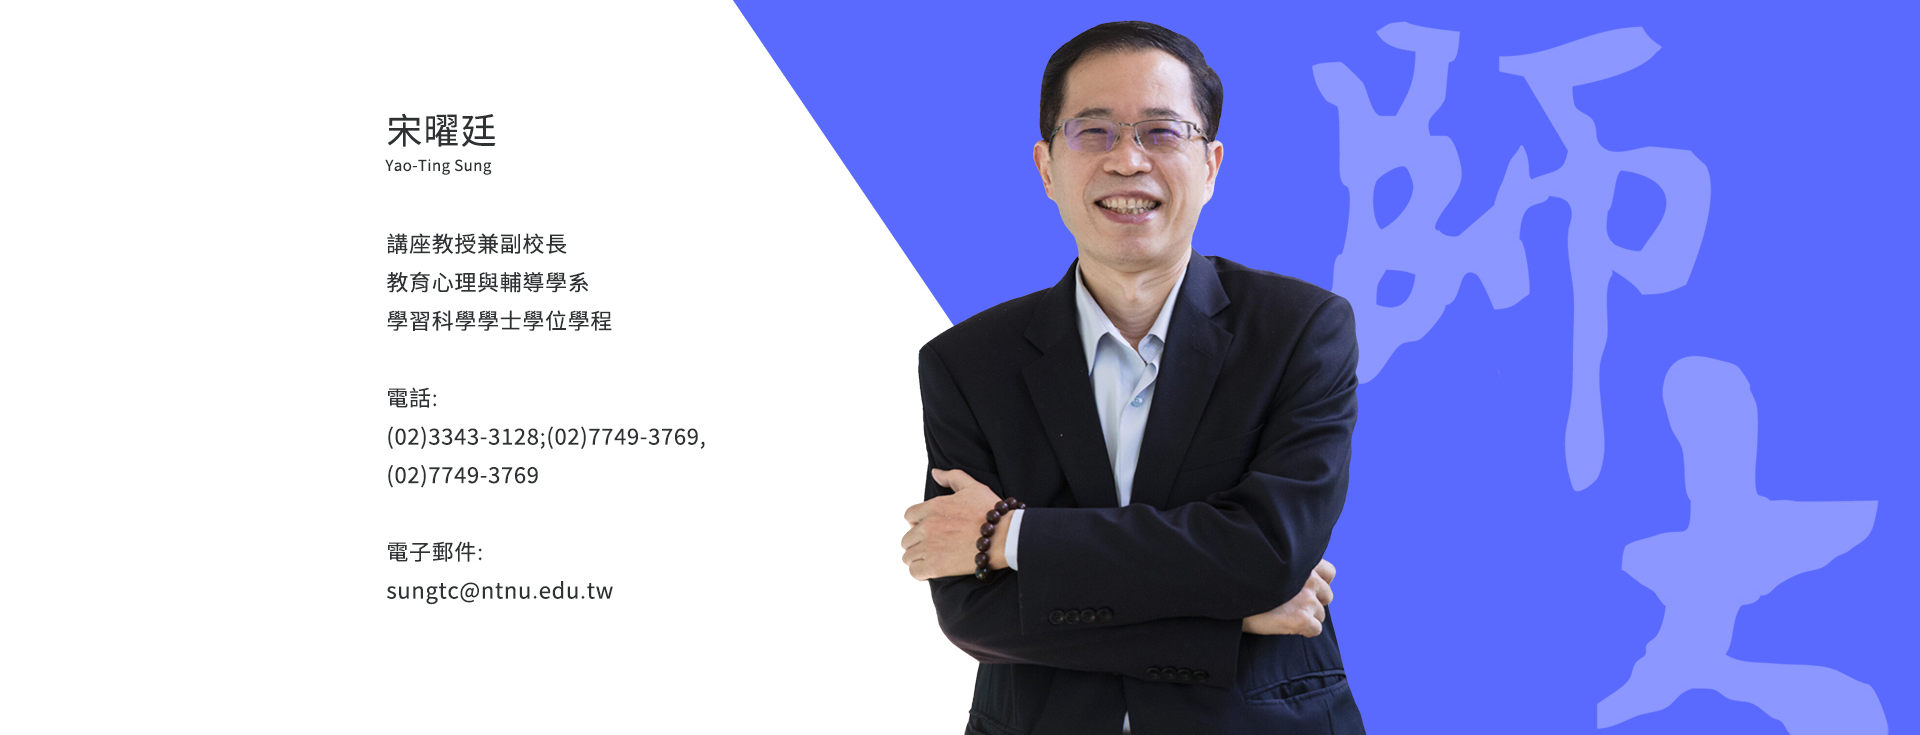 宋曜廷
Yao-Ting Sung
講座教授兼副校長
教育心理與輔導學系
學習科學學士學位學程
電話:
(02)3343-3128;(02)7749-3769,
(02)7749-3769
電子郵件:
sungtc@ntnu.edu.tw
師大